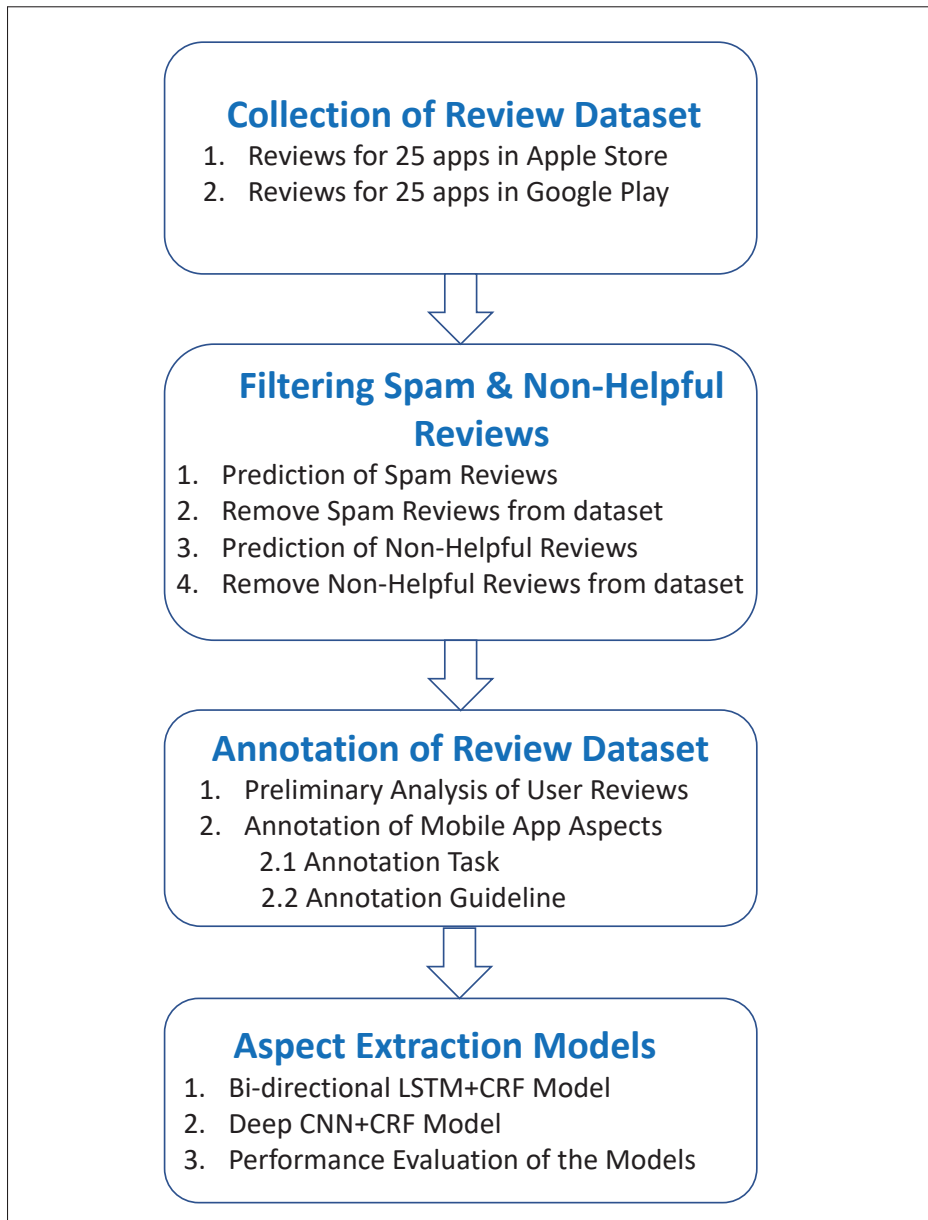 Collection of Review Dataset
1. Reviews for 25 apps in Apple Store
2. Reviews for 25 apps in Google Play
Filtering Spam & Non-Helpful
Reviews
1. Prediction of Spam Reviews
2. Remove Spam Reviews from dataset
3. Prediction of Non-Helpful Reviews
4. Remove Non-Helpful Reviews from dataset
Annotation of Review Dataset
1. Preliminary Analysis of User Reviews
2. Annotation of Mobile App Aspects
2.1 Annotation Task
2.2 Annotation Guideline
Aspect Extraction Models
1. Bi-directional LSTM+CRF Model
2. Deep CNN+CRF Model
3. Performance Evaluation of the Models